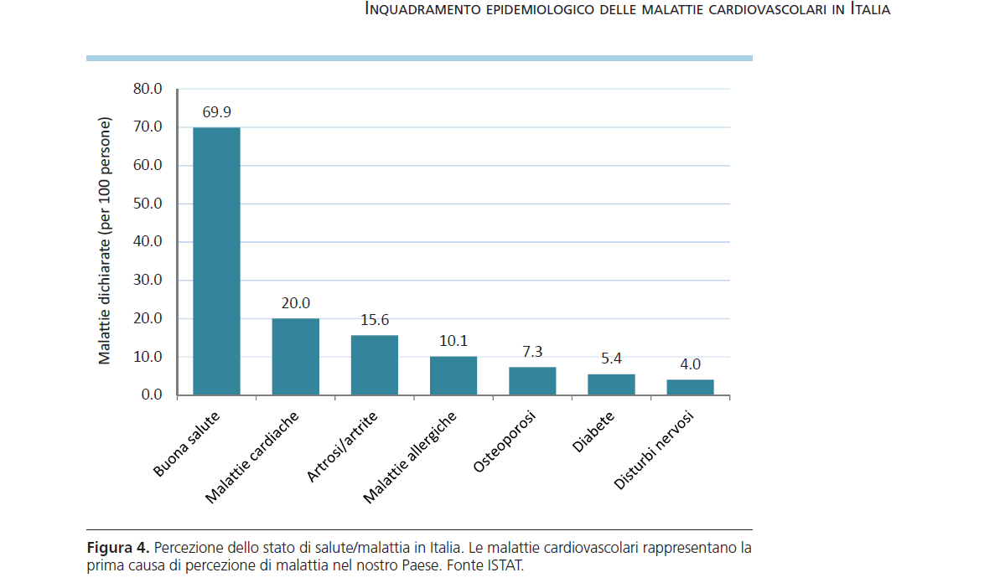 INQUADRAMENTO EPIDEMIOLOGICO DELLE MALATTIE CARDIOVASCOLARI IN ITALIA
Malattie dichiarate (per 100 persone)
80.0
70.0
60.0
50.0
40.0
30.0
20.0
10.0
0.0
69.9
20.0
15.6
10.1
7.3
5.4
4.0
Buona salute
Malattie cardiache
Artrosi/artrite
Malattie allergiche
Osteoporosi
Diabete
Disturbi nervosi
Figura 4. Percezione dello stato di salute/malattia in Italia. Le malattie cardiovascolari rappresentano la
prima causa di percezione di malattia nel nostro Paese. Fonte ISTAT.